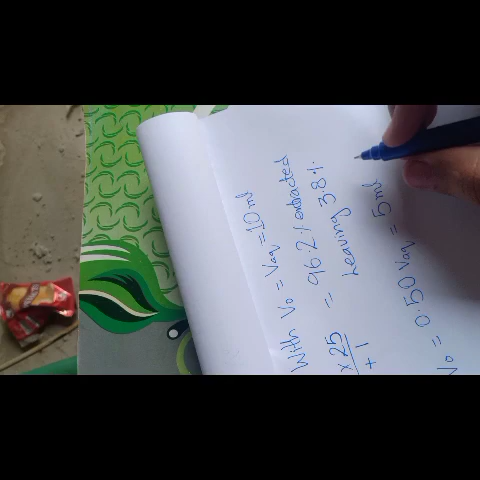 With Vo = Vaq = 10 ml
× 25 = 96.2 % extracted
+ 1 leaving 3.8%
Vo = 0.50 Vaq = 5 ml